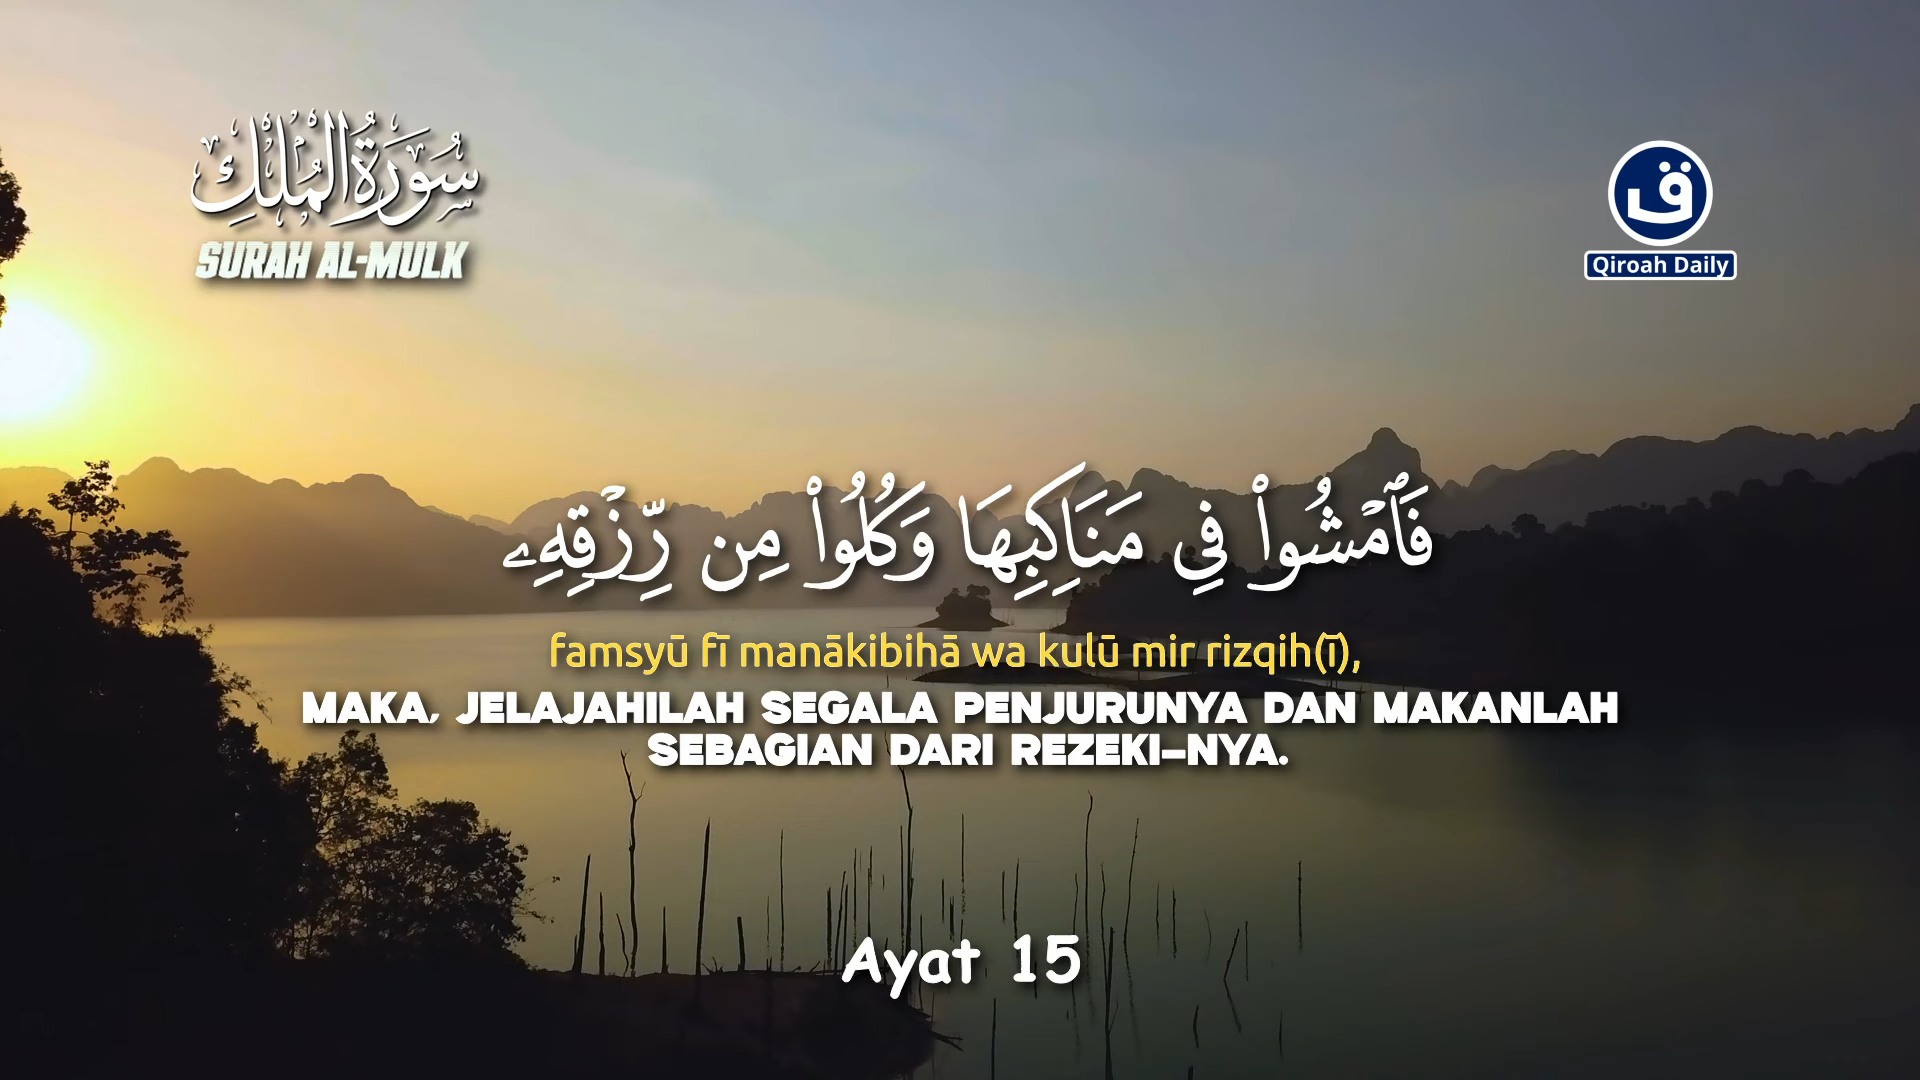 سُورَةُ الْمُلْكِ
SURAH AL-MULK
ق
Qiroah Daily
فَٱمْشُوا۟ فِى مَنَاكِبِهَا وَكُلُوا۟ مِن رِّزْقِهِۦ
famsyū fī manākibihā wa kulū mir rizqih(ī),
MAKA, JELAJAHILAH SEGALA PENJURUNYA DAN MAKANLAH
SEBAGIAN DARI REZEKI-NYA.
Ayat 15